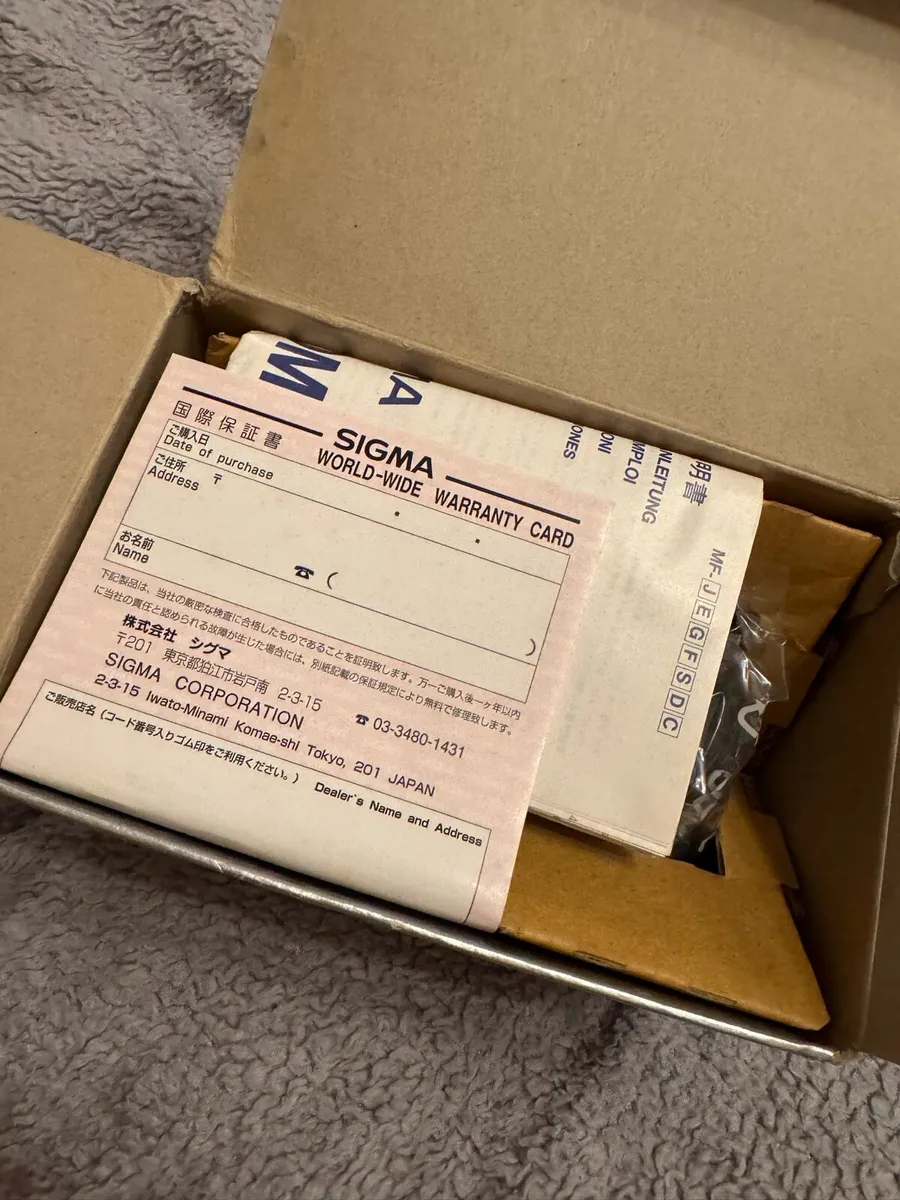 国際保証書
SIGMA
WORLD-WIDE WARRANTY CARD
ご購入日
Date of purchase
ご住所
Address 〒
お名前
Name
☎ ( )
下記製品は、当社の厳密な検査に合格したものであることを証明致します。万一ご購入後一ヶ年以内
に当社の責任と認められる故障が生じた場合には、別紙記載の保証規定により無料で修理致します。
株式会社 シグマ
〒201 東京都狛江市岩戸南 2-3-15
☎ 03-3480-1431
SIGMA CORPORATION
2-3-15 Iwato-Minami Komae-shi Tokyo, 201 JAPAN
ご販売店名(コード番号入りゴム印をご利用ください。)
Dealer's Name and Address
M
MA
明書
NLEITUNG
MPLOI
ONI
ONES
MF-JEGFSDC